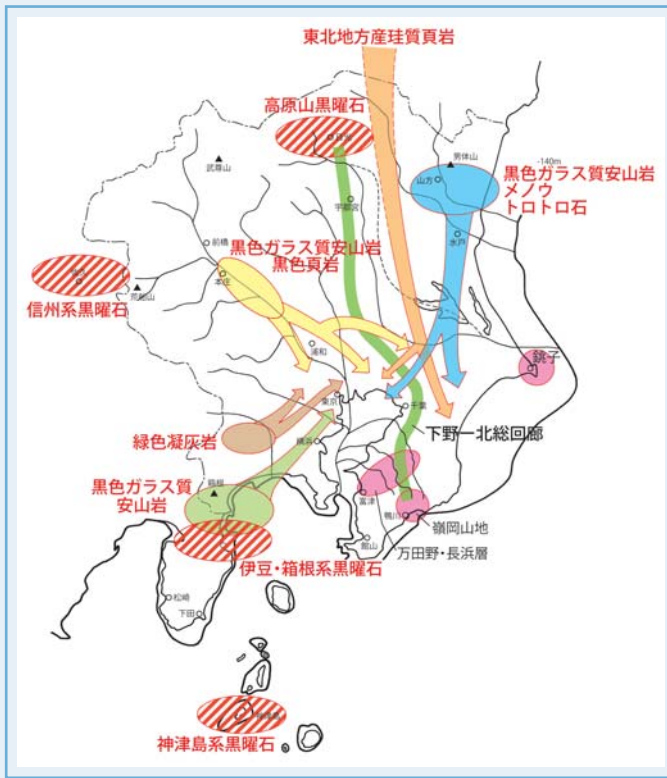 東北地方産珪質頁岩
高原山黒曜石
武尊山
男体山
-140m
山方
黒色ガラス質安山岩
メノウ
トロトロ石
宇都宮
水戸
前橋
黒色ガラス質安山岩
黒色頁岩
本庄
荒船山
信州系黒曜石
浦和
銚子
東京
千葉
緑色凝灰岩
横浜
下野ー北総回廊
黒色ガラス質
安山岩
箱根
富津
鴨川
嶺岡山地
館山
万田野・長浜層
伊豆・箱根系黒曜石
松崎
下田
神津島系黒曜石